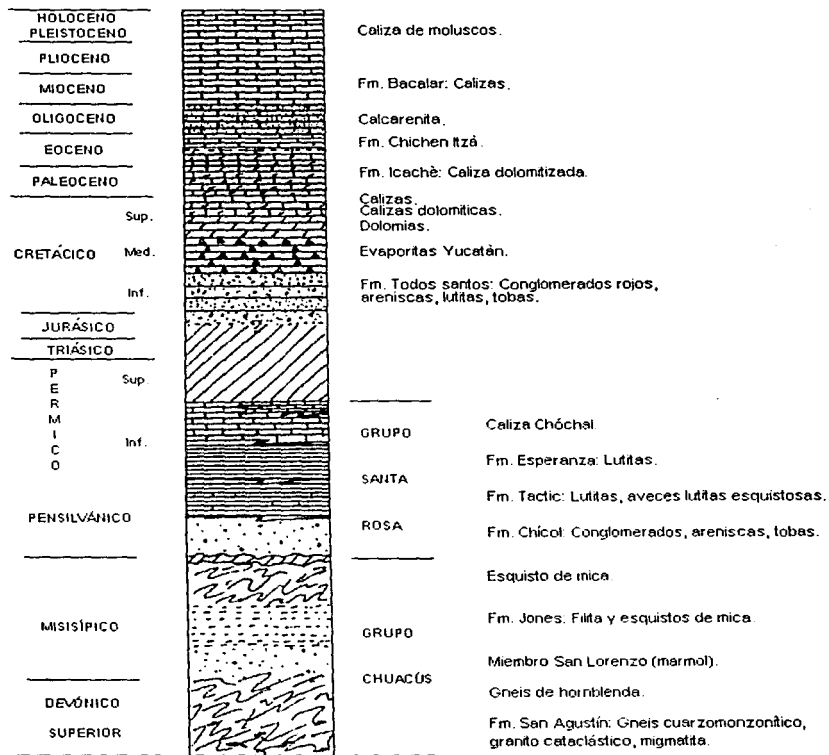 HOLOCENO
PLEISTOCENO
Caliza de moluscos.
PLIOCENO
MIOCENO
Fm. Bacalar: Calizas.
OLIGOCENO
Calcarenita.
EOCENO
Fm. Chichen Itzá.
PALEOCENO
Fm. Icachè: Caliza dolomitizada.
Calizas.
Sup.
Calizas dolomiticas.
Dolomias.
CRETÁCICO
Med.
Evaporitas Yucatàn.
Inf.
Fm. Todos santos: Conglomerados rojos,
areniscas, lutitas, tobas.
JURÁSICO
TRIÁSICO
PERMICO
Sup.
Inf.
GRUPO
Caliza Chóchal.
Fm. Esperanza: Lutitas.
SANTA
Fm. Tactic: Lutitas, aveces lutitas esquistosas.
PENSILVÁNICO
ROSA
Fm. Chícol: Conglomerados, areniscas, tobas.
Esquisto de mica.
MISISÍPICO
GRUPO
Fm. Jones: Filita y esquistos de mica.
Miembro San Lorenzo (marmol).
CHUACÚS
DEVÓNICO
SUPERIOR
Gneis de hornblenda.
Fm. San Agustín: Gneis cuarzomonzonítico,
granito cataclástico, migmatita.